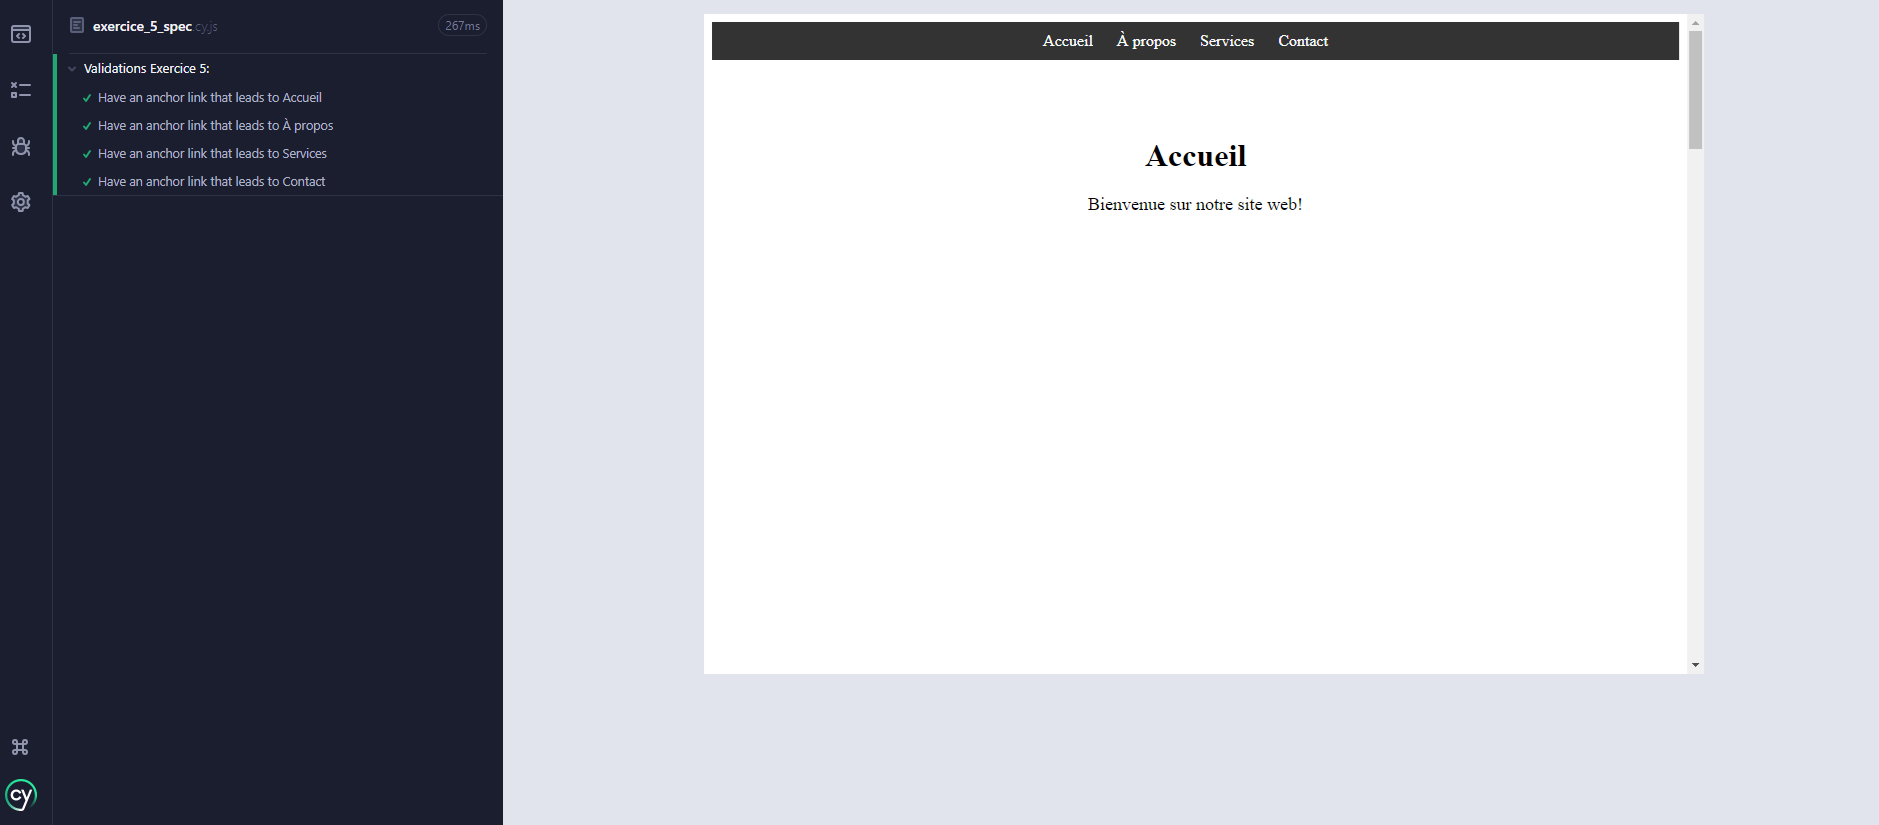 exercice_5_spec.cy.js 267ms
Validations Exercice 5:
Have an anchor link that leads to Accueil
Have an anchor link that leads to À propos
Have an anchor link that leads to Services
Have an anchor link that leads to Contact
cy
Accueil À propos Services Contact
Accueil
Bienvenue sur notre site web!